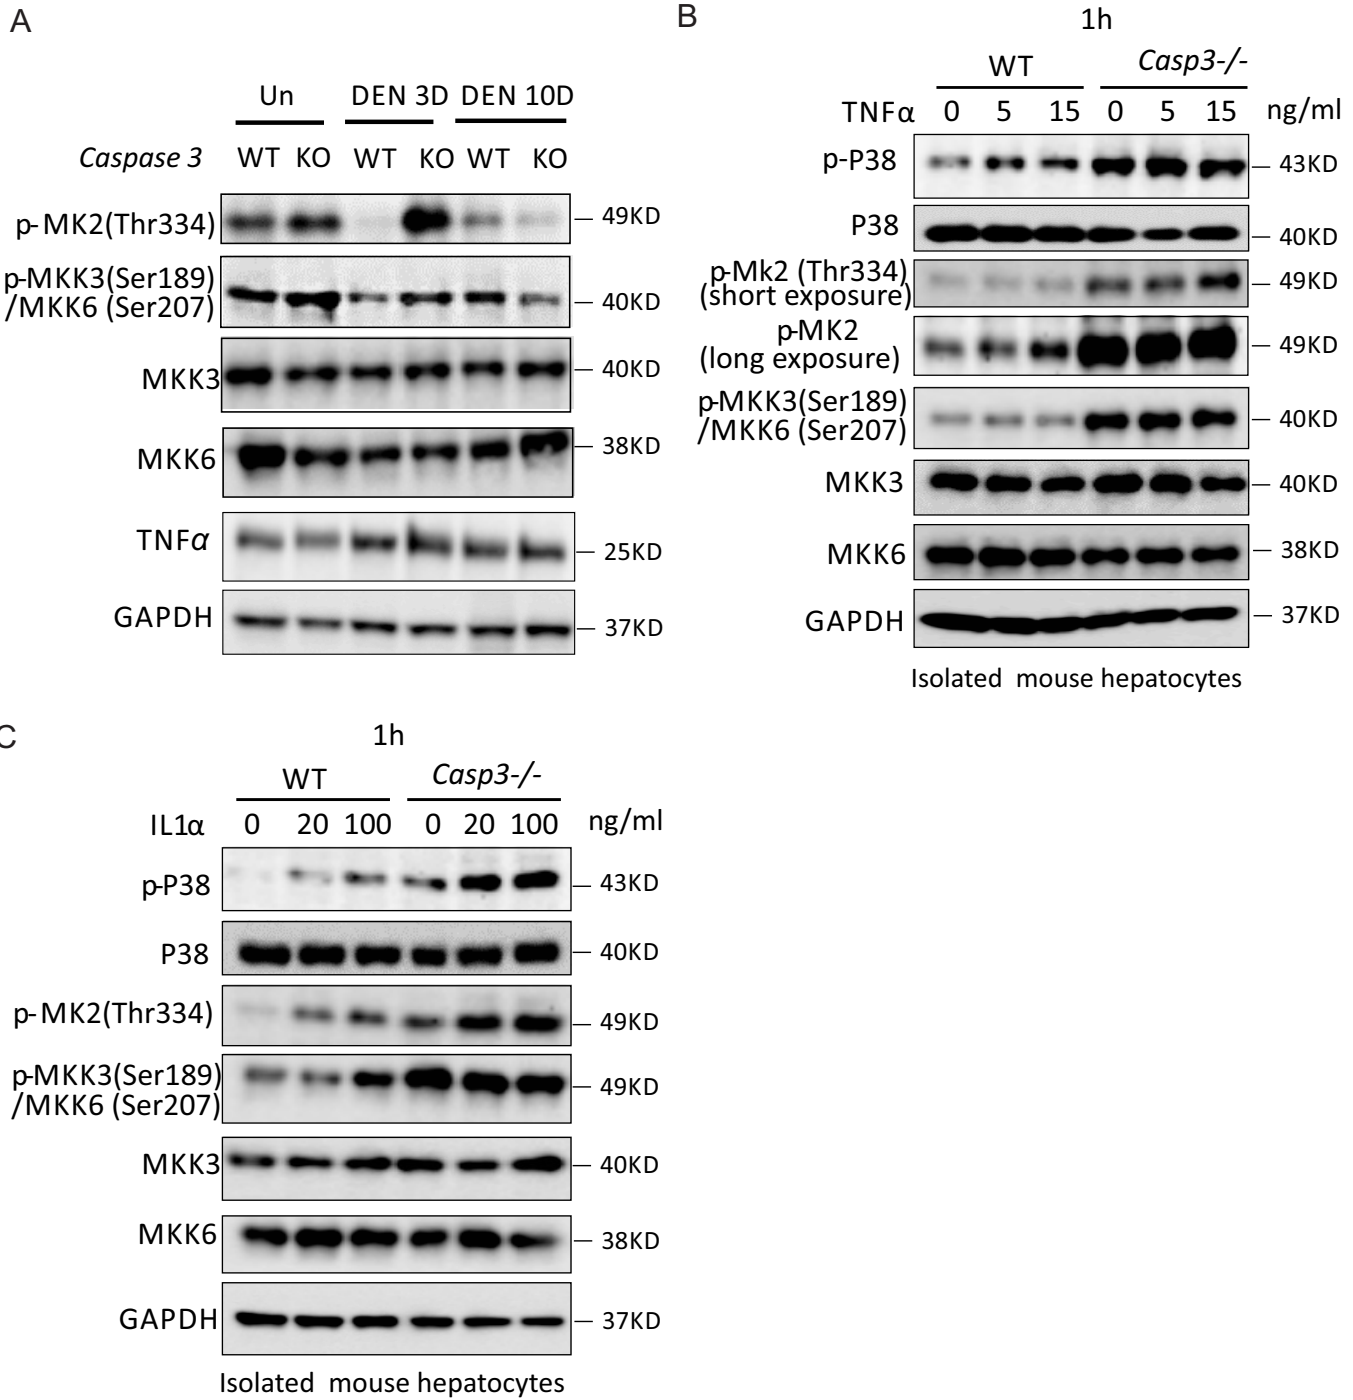 A
Un DEN 3D DEN 10D
Caspase 3 WT KO WT KO WT KO
p-MK2(Thr334) 49KD
p-MKK3(Ser189)
/MKK6 (Ser207) 40KD
MKK3 40KD
MKK6 38KD
TNFα 25KD
GAPDH 37KD
B
1h
WT Casp3-/-
TNFα 0 5 15 0 5 15 ng/ml
p-P38 43KD
P38 40KD
p-Mk2 (Thr334)
(short exposure) 49KD
p-MK2
(long exposure) 49KD
p-MKK3(Ser189)
/MKK6 (Ser207) 40KD
MKK3 40KD
MKK6 38KD
GAPDH 37KD
Isolated mouse hepatocytes
C
1h
WT Casp3-/-
IL1α 0 20 100 0 20 100 ng/ml
p-P38 43KD
P38 40KD
p-MK2(Thr334) 49KD
p-MKK3(Ser189)
/MKK6 (Ser207) 49KD
MKK3 40KD
MKK6 38KD
GAPDH 37KD
Isolated mouse hepatocytes